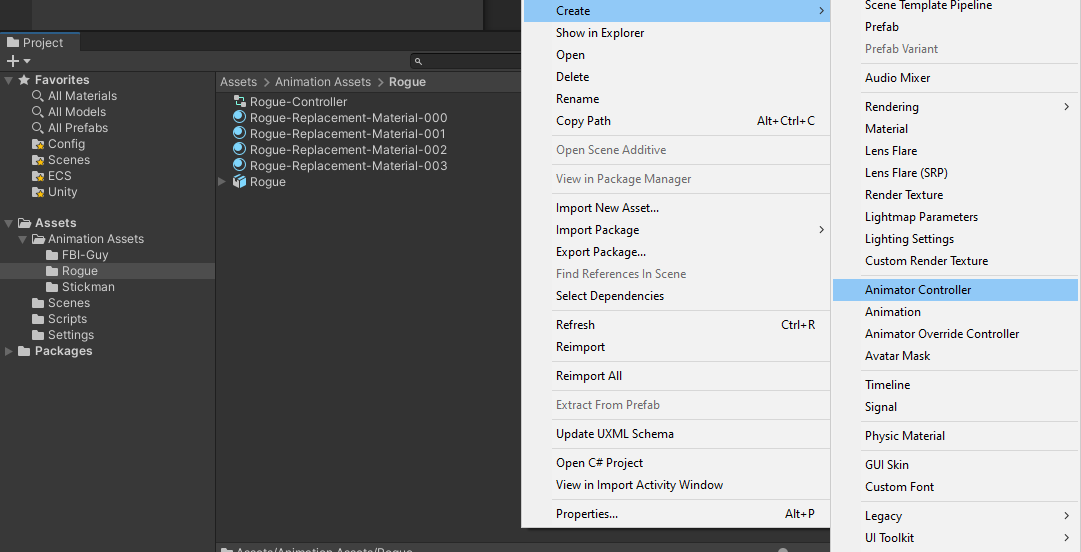 Project
Favorites
All Materials
All Models
All Prefabs
Config
Scenes
ECS
Unity
Assets
Animation Assets
FBI-Guy
Rogue
Stickman
Scenes
Scripts
Settings
Packages
Assets > Animation Assets > Rogue
Rogue-Controller
Rogue-Replacement-Material-000
Rogue-Replacement-Material-001
Rogue-Replacement-Material-002
Rogue-Replacement-Material-003
Rogue
Assets/Animation Assets/Rogue
Create
Show in Explorer
Open
Delete
Rename
Copy Path Alt+Ctrl+C
Open Scene Additive
View in Package Manager
Import New Asset...
Import Package
Export Package...
Find References In Scene
Select Dependencies
Refresh Ctrl+R
Reimport
Reimport All
Extract From Prefab
Update UXML Schema
Open C# Project
View in Import Activity Window
Properties... Alt+P
Scene Template Pipeline
Prefab
Prefab Variant
Audio Mixer
Rendering
Material
Lens Flare
Lens Flare (SRP)
Render Texture
Lightmap Parameters
Lighting Settings
Custom Render Texture
Animator Controller
Animation
Animator Override Controller
Avatar Mask
Timeline
Signal
Physic Material
GUI Skin
Custom Font
Legacy
UI Toolkit